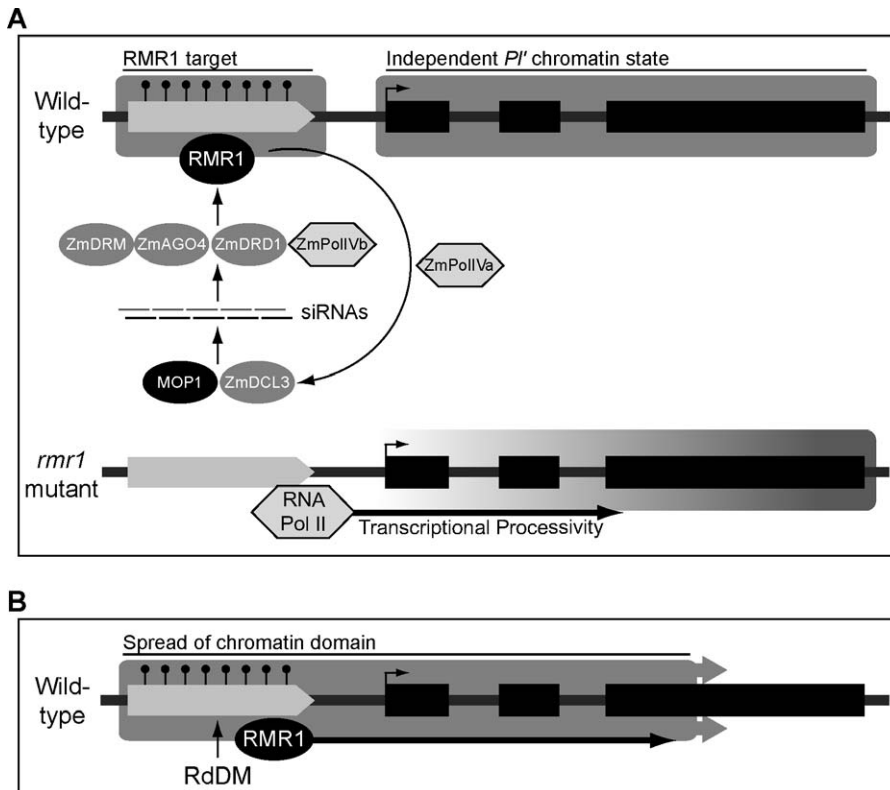 A
RMR1 target
Independent Pl' chromatin state
Wild-
type
RMR1
ZmDRM ZmAGO4 ZmDRD1 ZmPolIVb
ZmPolIVa
siRNAs
MOP1 ZmDCL3
rmr1
mutant
RNA
Pol II
Transcriptional Processivity
B
Spread of chromatin domain
Wild-
type
RMR1
RdDM